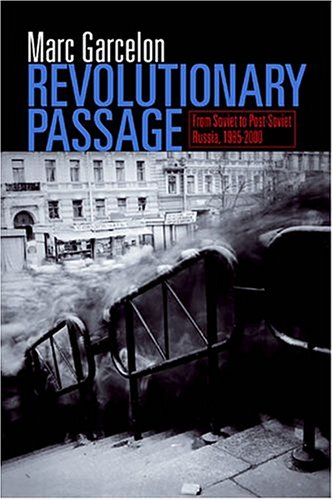 Marc Garcelon
REVOLUTIONARY
PASSAGE
From Soviet to Post-Soviet
Russia, 1985-2000